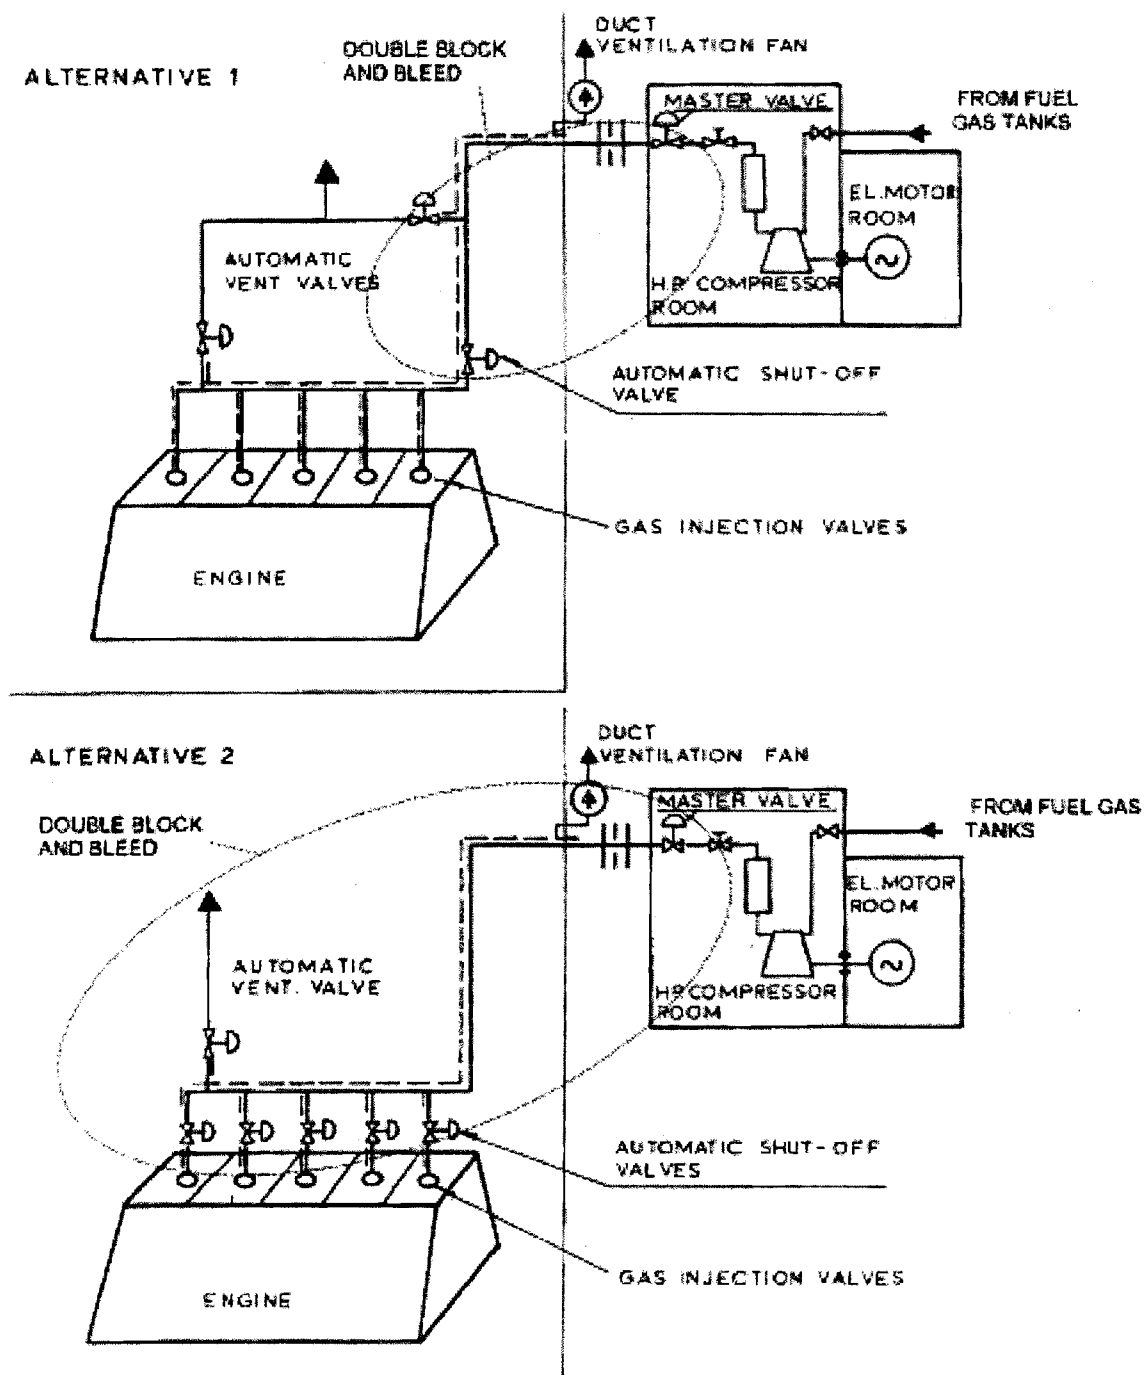 ALTERNATIVE 1
DOUBLE BLOCK
AND BLEED
DUCT
VENTILATION FAN
MASTER VALVE
FROM FUEL
GAS TANKS
EL.MOTOR
ROOM
H.P COMPRESSOR
ROOM
AUTOMATIC
VENT VALVES
AUTOMATIC SHUT-OFF
VALVE
GAS INJECTION VALVES
ENGINE
ALTERNATIVE 2
DOUBLE BLOCK
AND BLEED
DUCT
VENTILATION FAN
MASTER VALVE
FROM FUEL GAS
TANKS
EL.MOTOR
ROOM
HP.COMPRESSOR
ROOM
AUTOMATIC
VENT. VALVE
AUTOMATIC SHUT-OFF
VALVES
GAS INJECTION VALVES
ENGINE